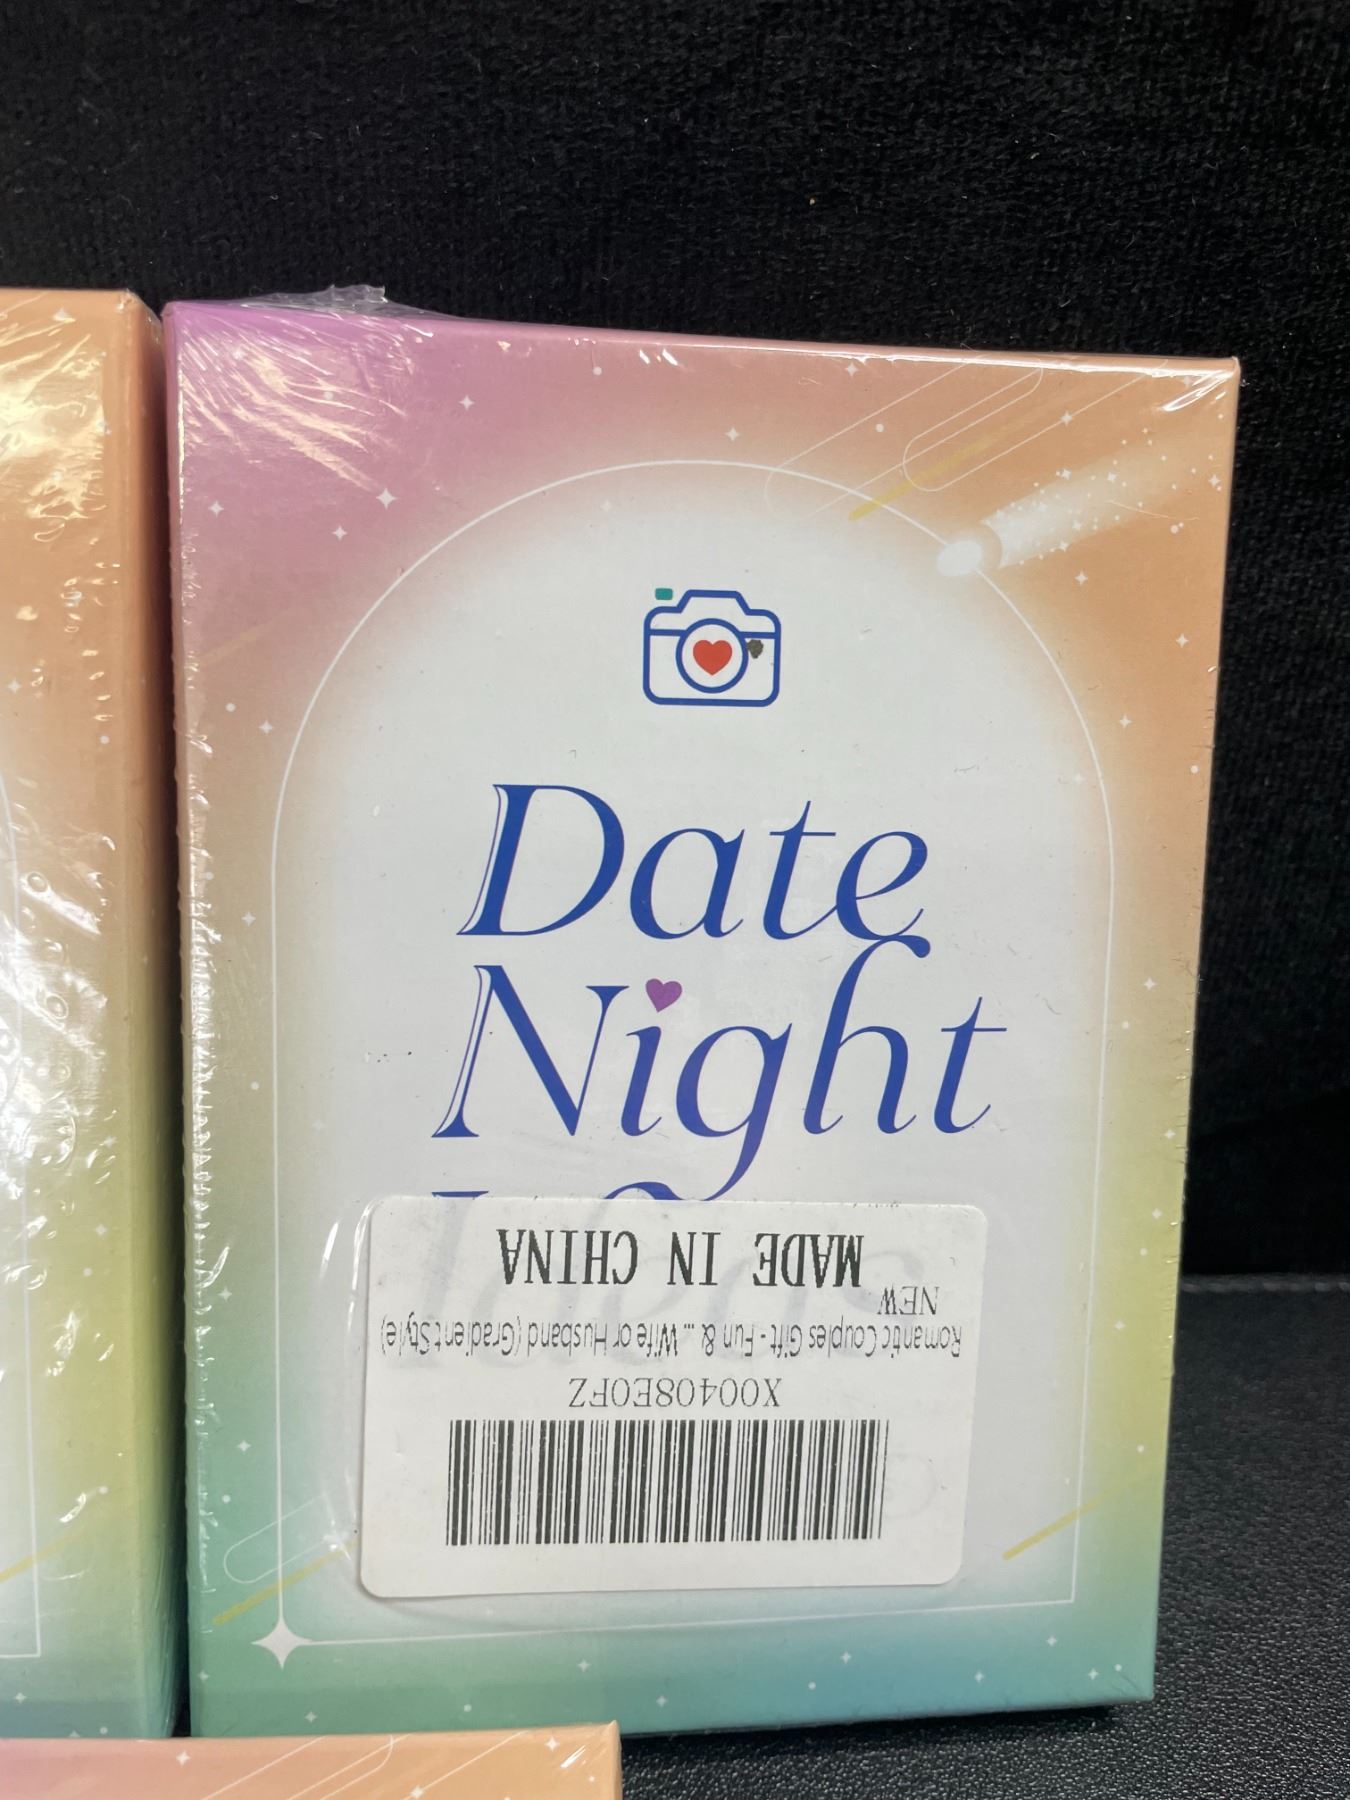 Date
Night
MADE IN CHINA
NEW
Romantic Couples Gift - Fun & ... Wife or Husband (Gradient Style)
X00408E0FZ